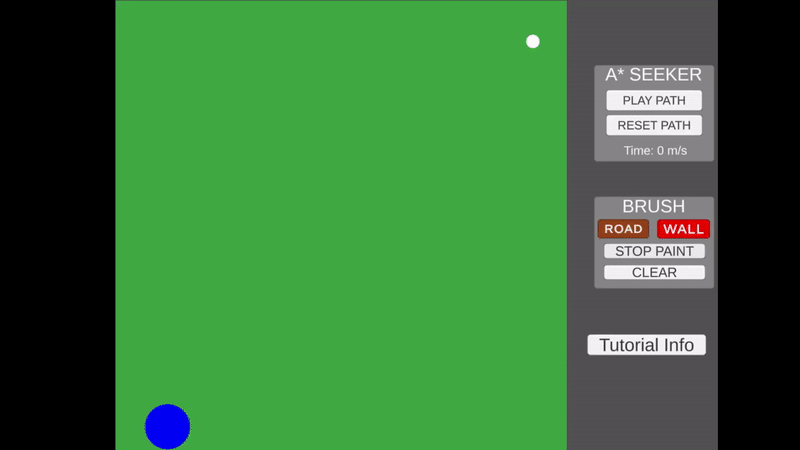 A* SEEKER
PLAY PATH
RESET PATH
Time: 0 m/s
BRUSH
ROAD WALL
STOP PAINT
CLEAR
Tutorial Info